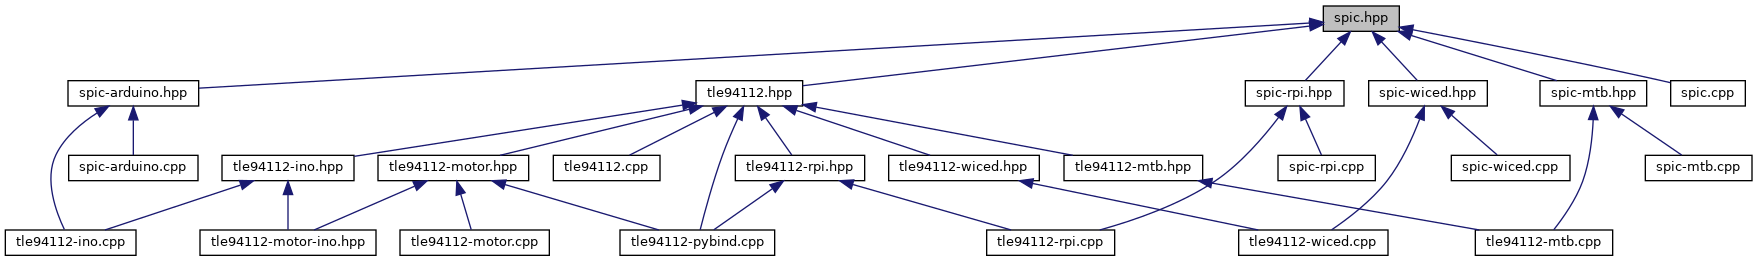 spic.hpp
spic-arduino.hpp
tle94112.hpp
spic-rpi.hpp
spic-wiced.hpp
spic-mtb.hpp
spic.cpp
spic-arduino.cpp
tle94112-ino.hpp
tle94112-motor.hpp
tle94112.cpp
tle94112-rpi.hpp
tle94112-wiced.hpp
tle94112-mtb.hpp
spic-rpi.cpp
spic-wiced.cpp
spic-mtb.cpp
tle94112-ino.cpp
tle94112-motor-ino.hpp
tle94112-motor.cpp
tle94112-pybind.cpp
tle94112-rpi.cpp
tle94112-wiced.cpp
tle94112-mtb.cpp